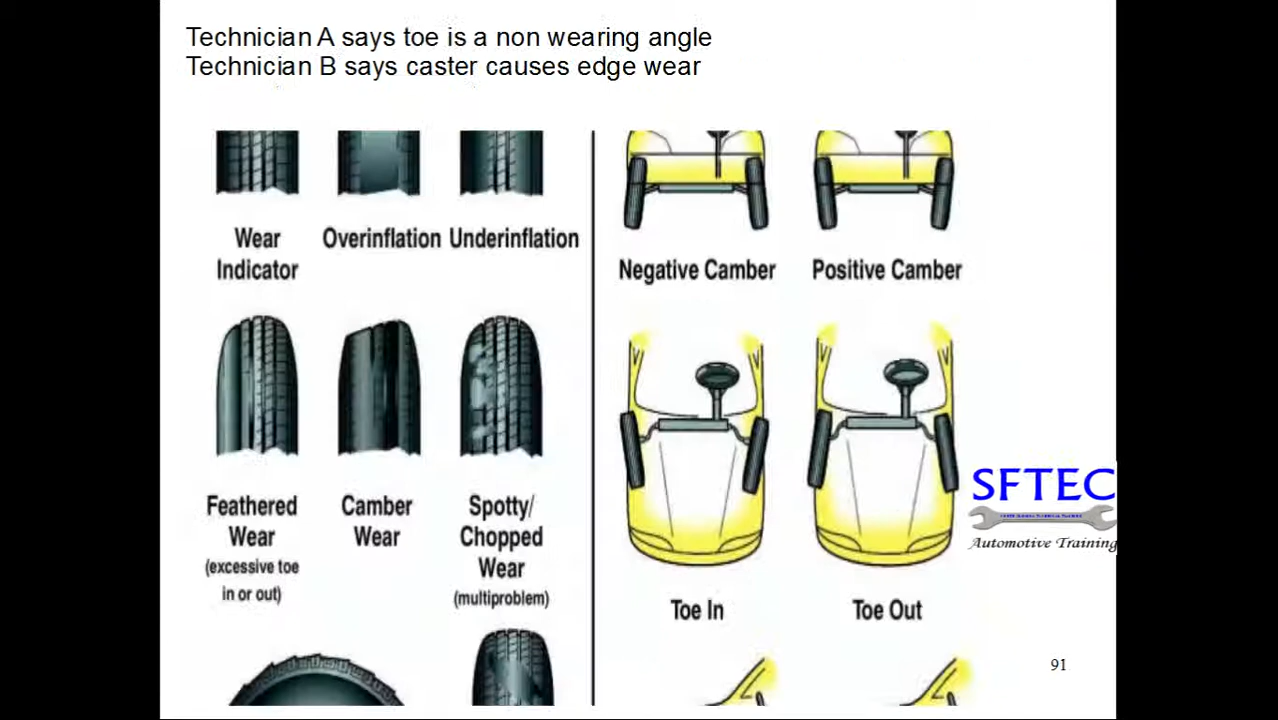 Technician A says toe is a non wearing angle
Technician B says caster causes edge wear
Wear
Indicator
Overinflation
Underinflation
Negative Camber
Positive Camber
Feathered
Wear
(excessive toe
in or out)
Camber
Wear
Spotty/
Chopped
Wear
(multiproblem)
Toe In
Toe Out
SFTEC
Automotive Training
91